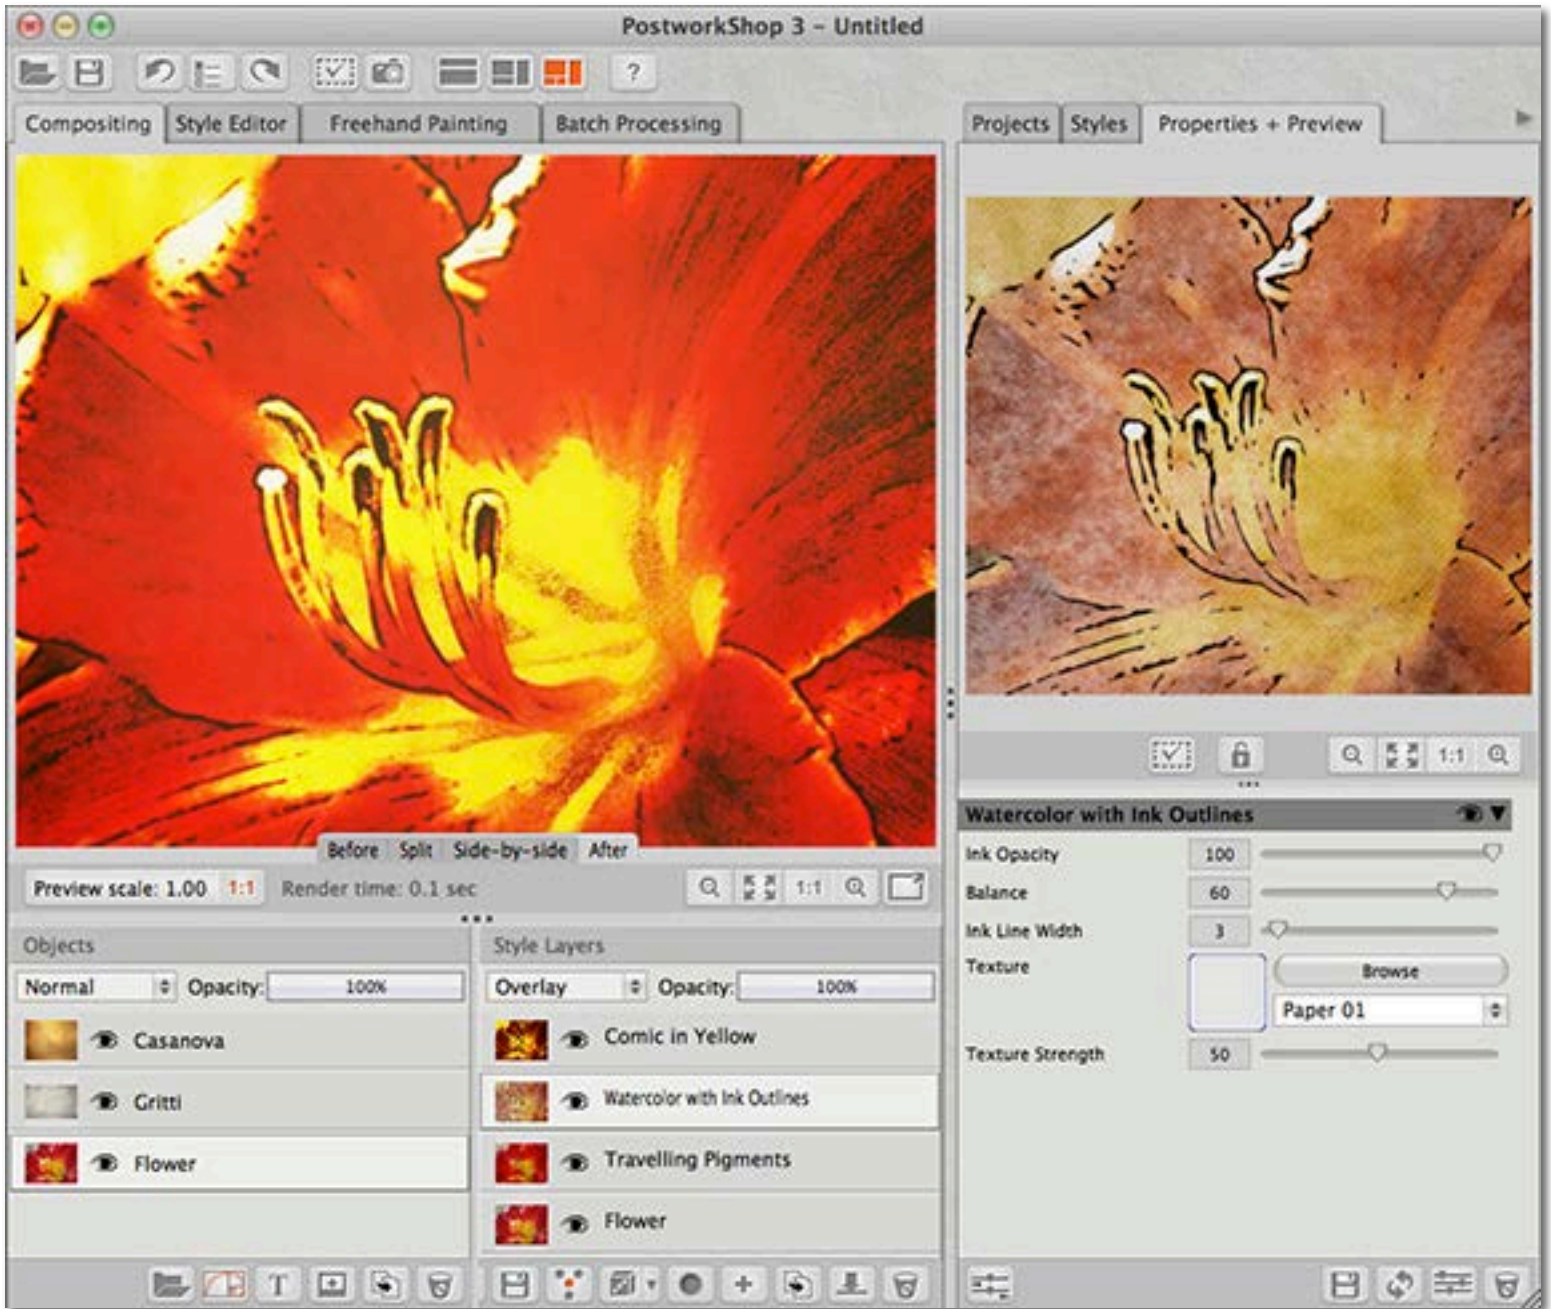 PostworkShop 3 – Untitled
?
Compositing Style Editor Freehand Painting Batch Processing
Projects Styles Properties + Preview
Before Split Side-by-side After
Preview scale: 1.00 1:1 Render time: 0.1 sec 1:1
1:1
Objects
Normal Opacity: 100%
Casanova
Gritti
Flower
T
Style Layers
Overlay Opacity: 100%
Comic in Yellow
Watercolor with Ink Outlines
Travelling Pigments
Flower
Watercolor with Ink Outlines
Ink Opacity 100
Balance 60
Ink Line Width 3
Texture Browse
Paper 01
Texture Strength 50